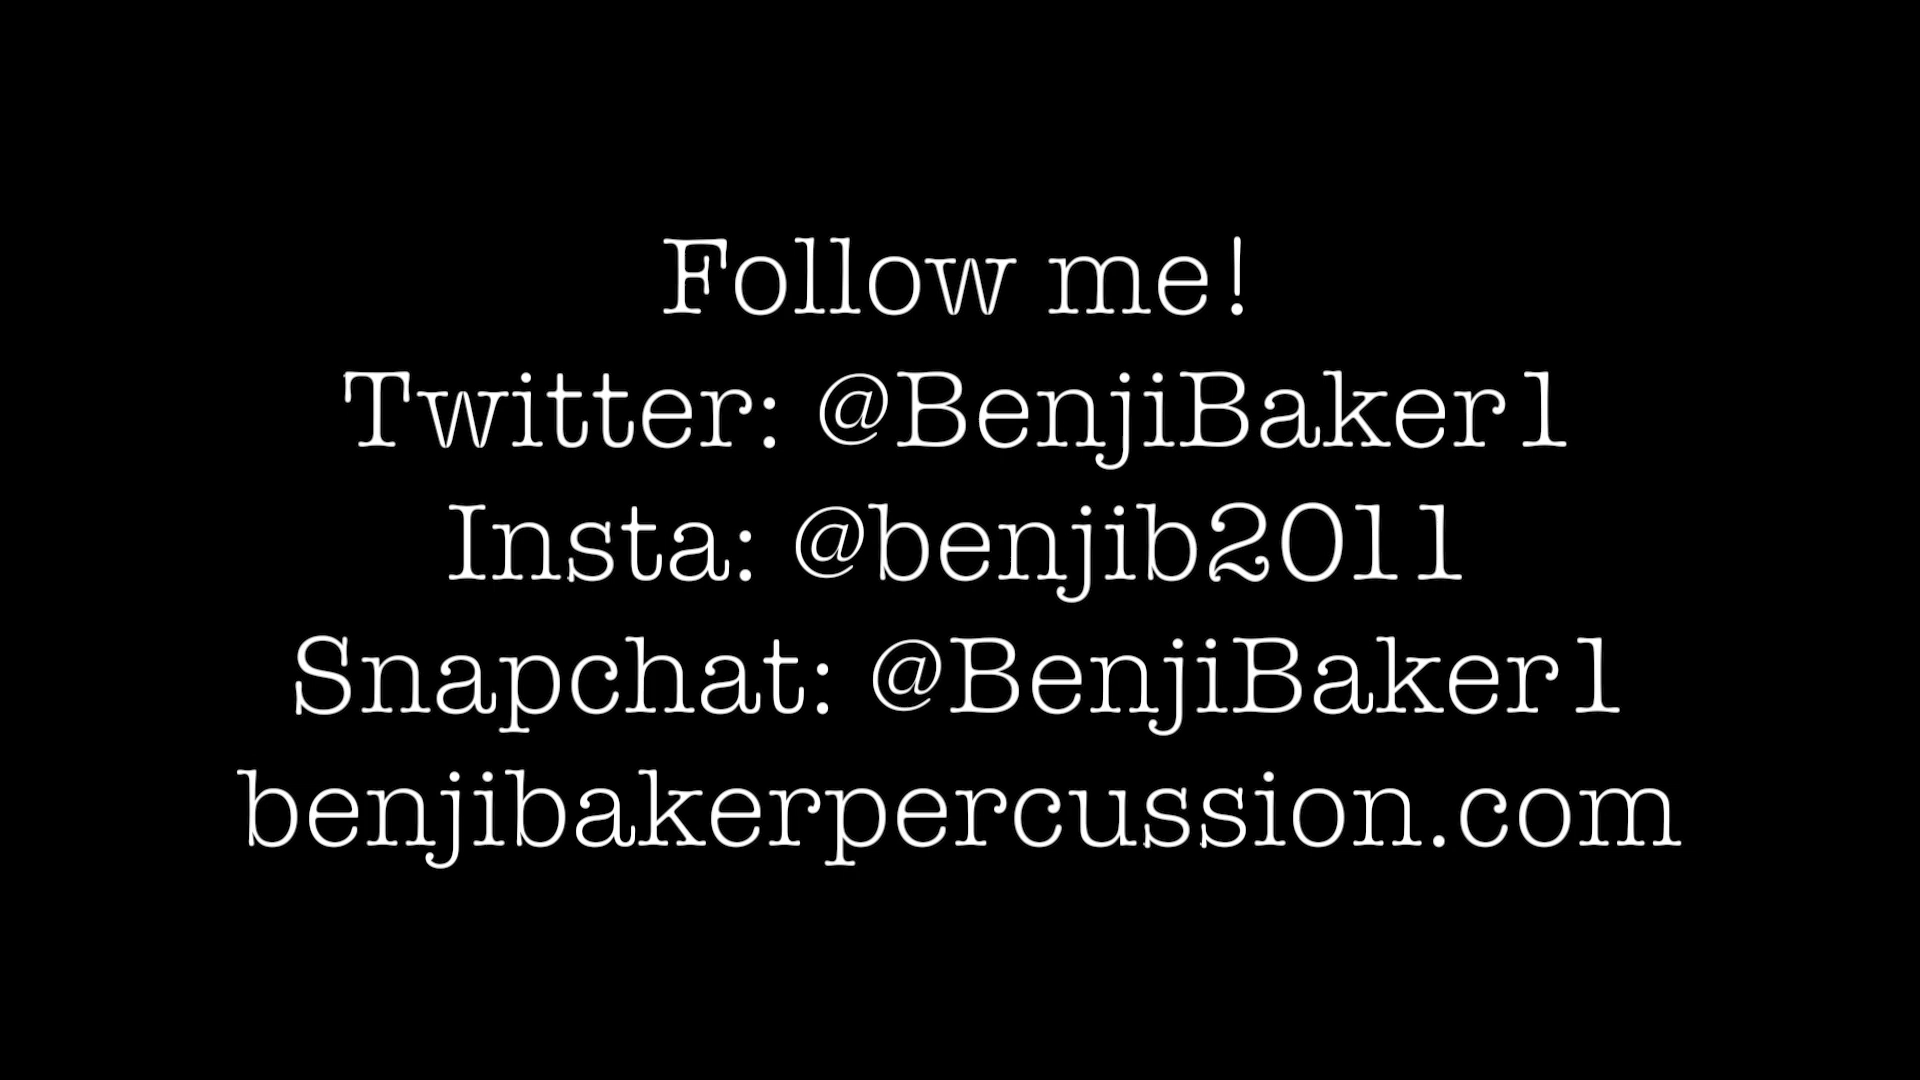 Follow me!
Twitter: @BenjiBaker1
Insta: @benjib2011
Snapchat: @BenjiBaker1
benjibakerpercussion.com